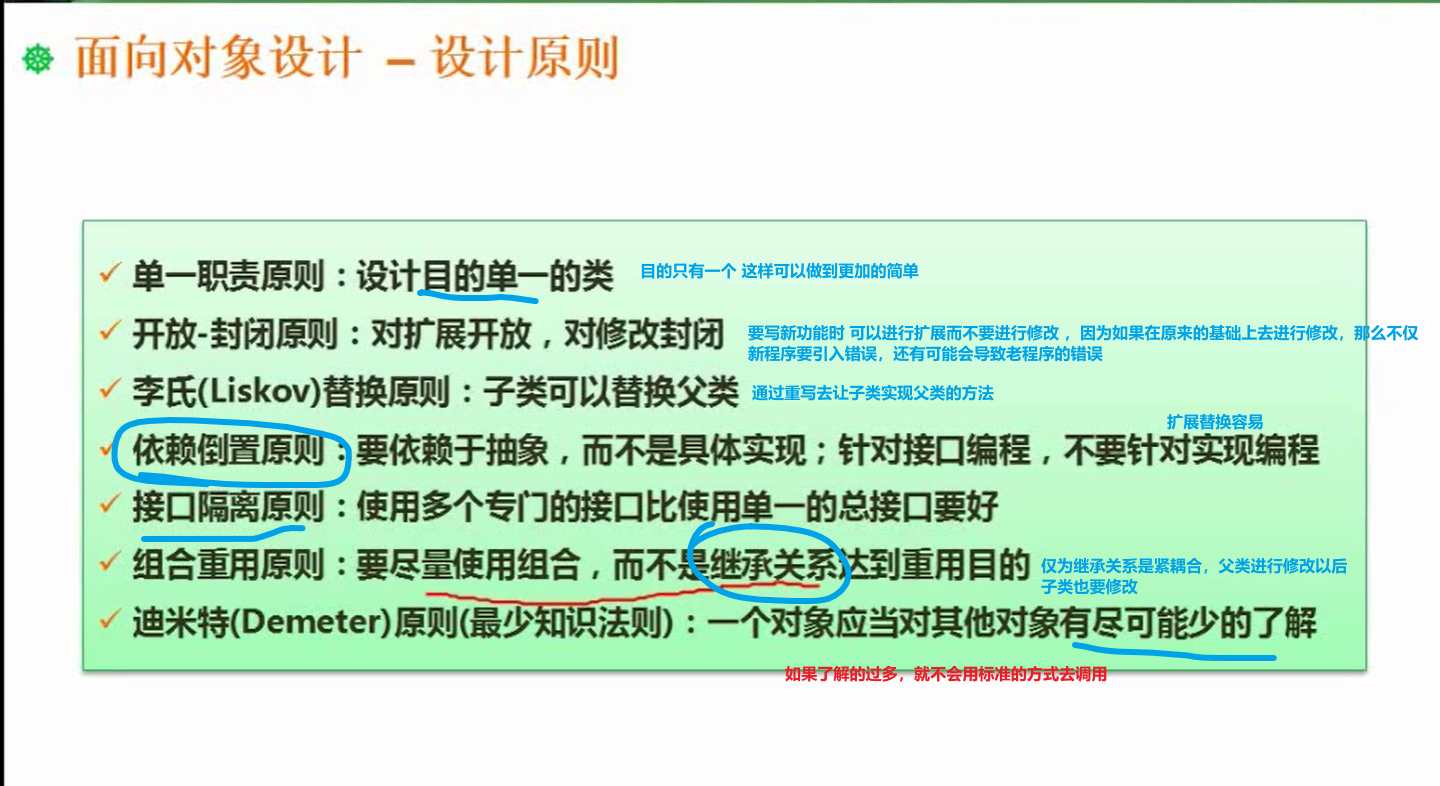 面向对象设计 – 设计原则
单一职责原则：设计目的单一的类 目的只有一个 这样可以做到更加的简单
开放-封闭原则：对扩展开放，对修改封闭 要写新功能时 可以进行扩展而不要进行修改 ，因为如果在原来的基础上去进行修改，那么不仅
新程序要引入错误，还有可能会导致老程序的错误
李氏(Liskov)替换原则：子类可以替换父类 通过重写去让子类实现父类的方法
扩展替换容易
依赖倒置原则：要依赖于抽象，而不是具体实现；针对接口编程，不要针对实现编程
接口隔离原则：使用多个专门的接口比使用单一的总接口要好
组合重用原则：要尽量使用组合，而不是继承关系达到重用目的 仅为继承关系是紧耦合，父类进行修改以后
子类也要修改
迪米特(Demeter)原则(最少知识法则)：一个对象应当对其他对象有尽可能少的了解
如果了解的过多，就不会用标准的方式去调用